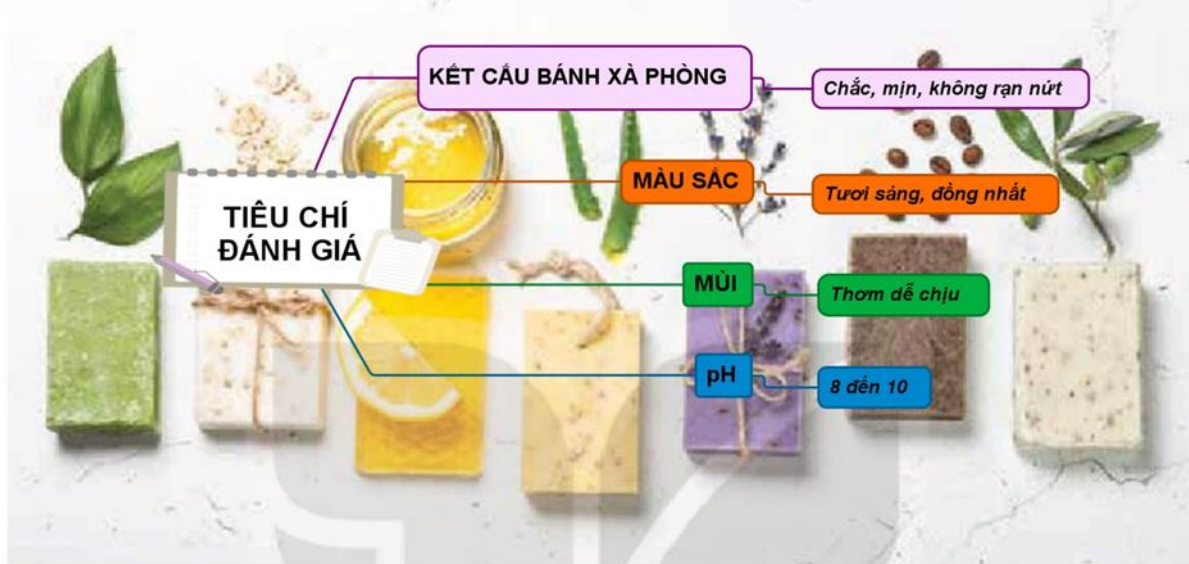 KẾT CẤU BÁNH XÀ PHÒNG
Chắc, mịn, không rạn nứt
MÀU SẮC
Tươi sáng, đồng nhất
TIÊU CHÍ
ĐÁNH GIÁ
MÙI
Thơm dễ chịu
pH
8 đến 10